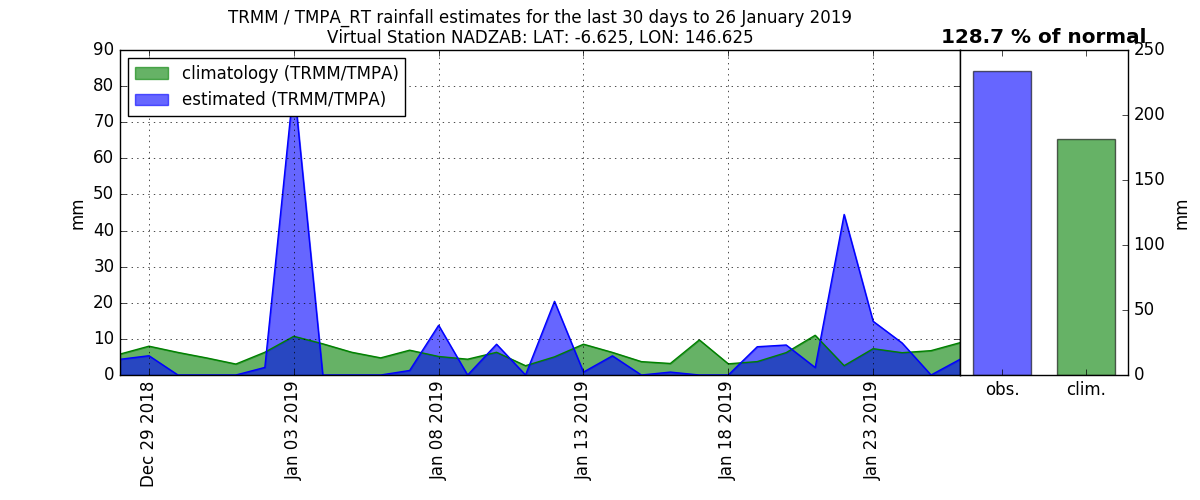 TRMM / TMPA_RT rainfall estimates for the last 30 days to 26 January 2019
Virtual Station NADZAB: LAT: -6.625, LON: 146.625
128.7 % of normal
climatology (TRMM/TMPA)
estimated (TRMM/TMPA)
90
80
70
60
50
40
30
20
10
0
mm
Dec 29 2018
Jan 03 2019
Jan 08 2019
Jan 13 2019
Jan 18 2019
Jan 23 2019
obs.
clim.
250
200
150
100
50
0
mm